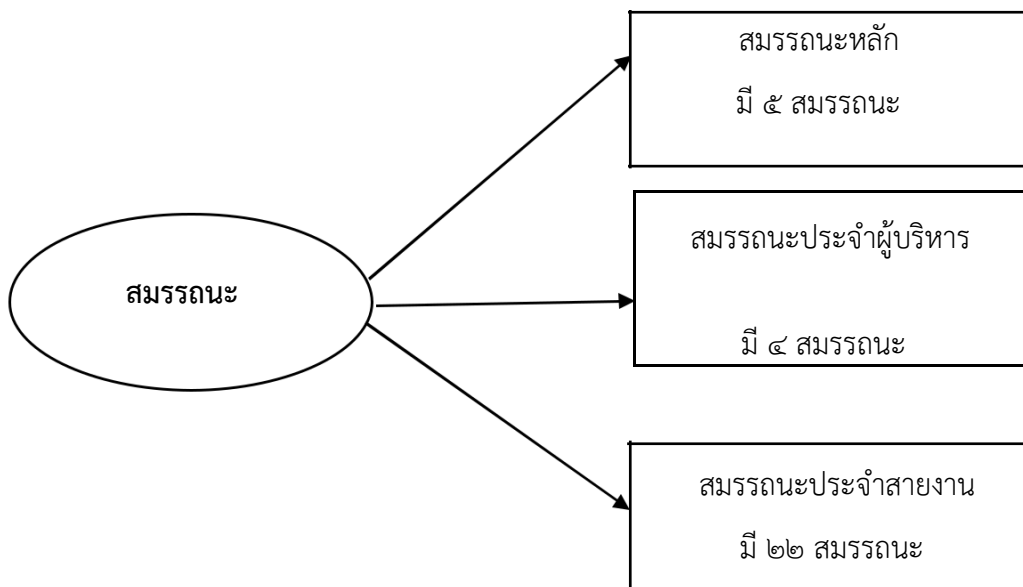 สมรรถนะหลัก
มี ๕ สมรรถนะ
สมรรถนะประจำผู้บริหาร
มี ๔ สมรรถนะ
สมรรถนะ
สมรรถนะประจำสายงาน
มี ๒๒ สมรรถนะ